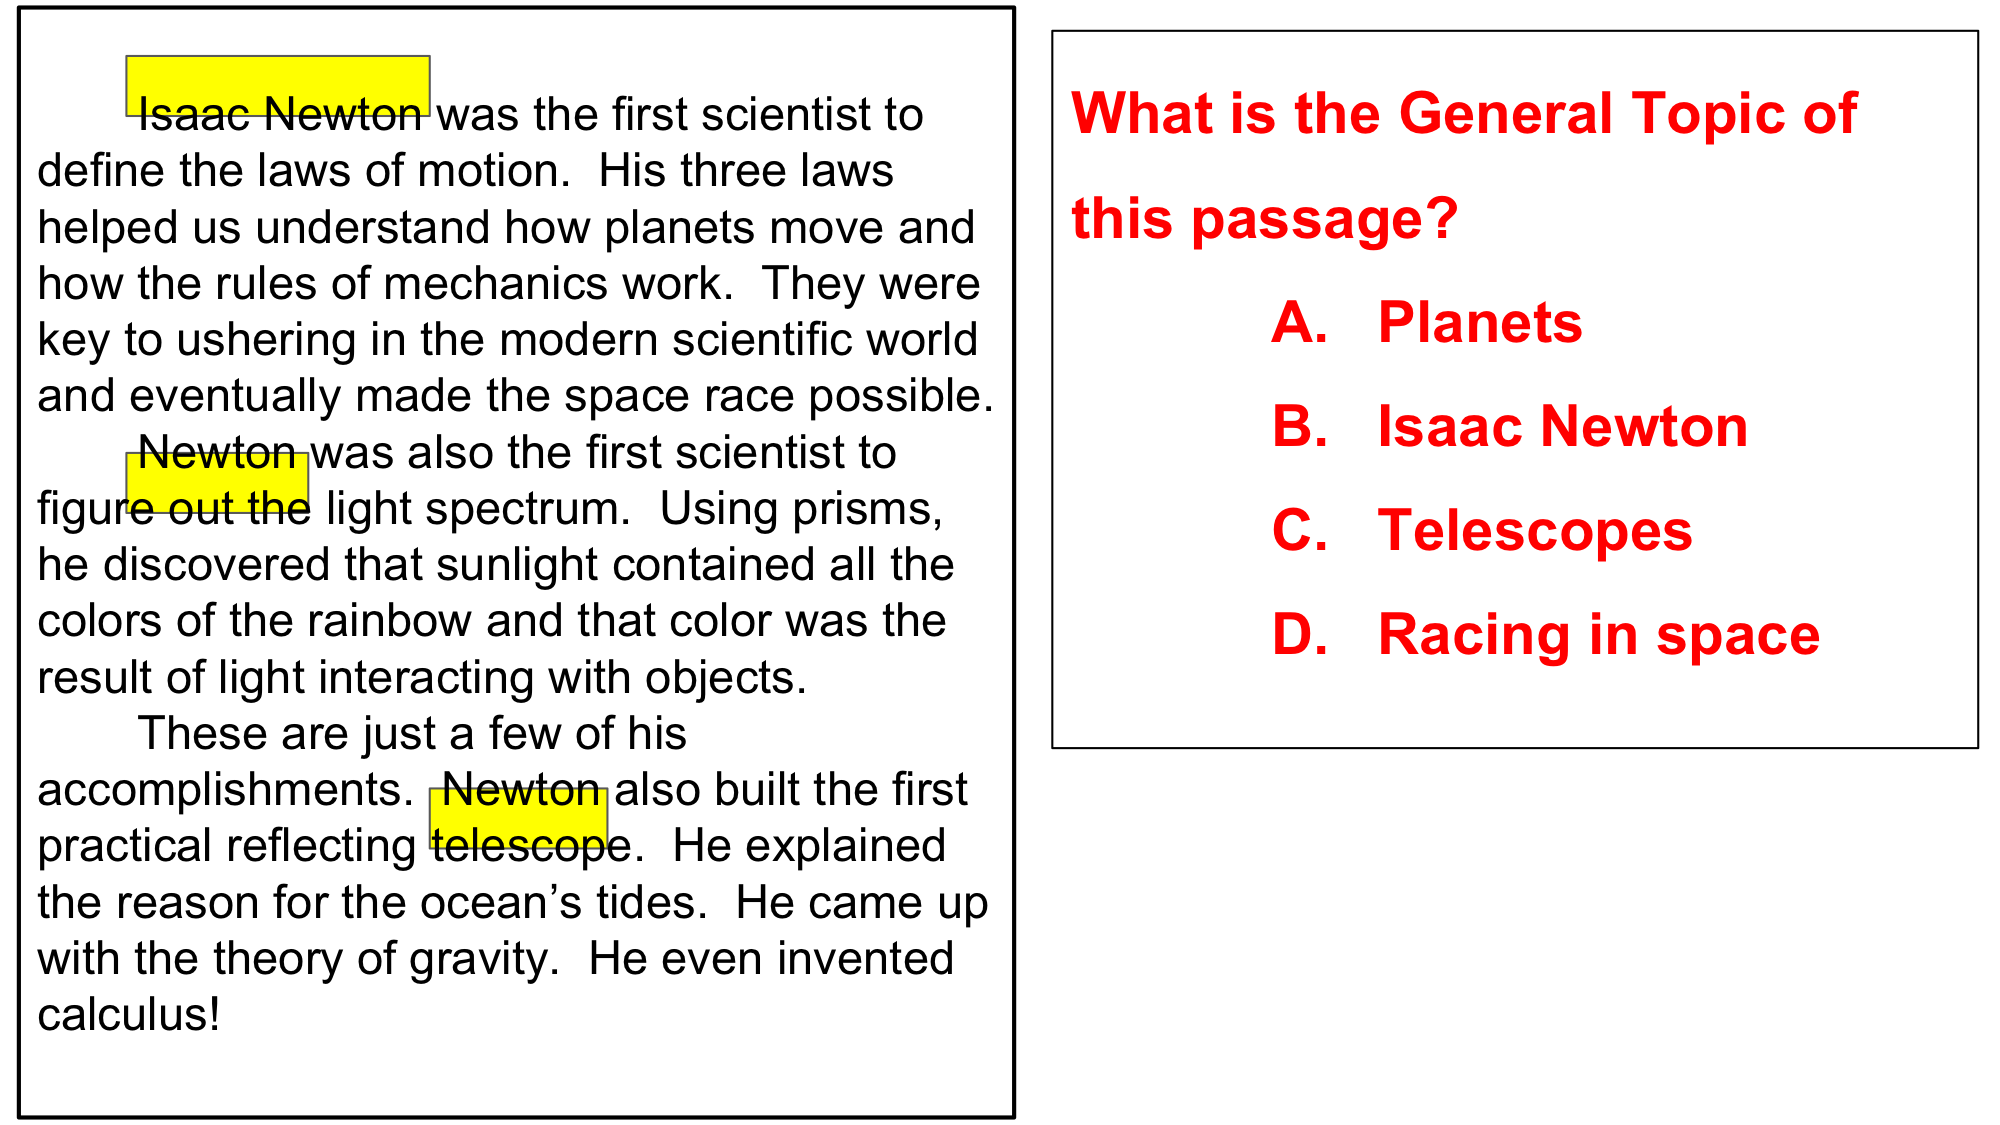 Isaac Newton was the first scientist to
define the laws of motion.  His three laws
helped us understand how planets move and
how the rules of mechanics work.  They were
key to ushering in the modern scientific world
and eventually made the space race possible.
Newton was also the first scientist to
figure out the light spectrum.  Using prisms,
he discovered that sunlight contained all the
colors of the rainbow and that color was the
result of light interacting with objects.
These are just a few of his
accomplishments.  Newton also built the first
practical reflecting telescope.  He explained
the reason for the ocean’s tides.  He came up
with the theory of gravity.  He even invented
calculus!
What is the General Topic of
this passage?
A. Planets
B. Isaac Newton
C. Telescopes
D. Racing in space